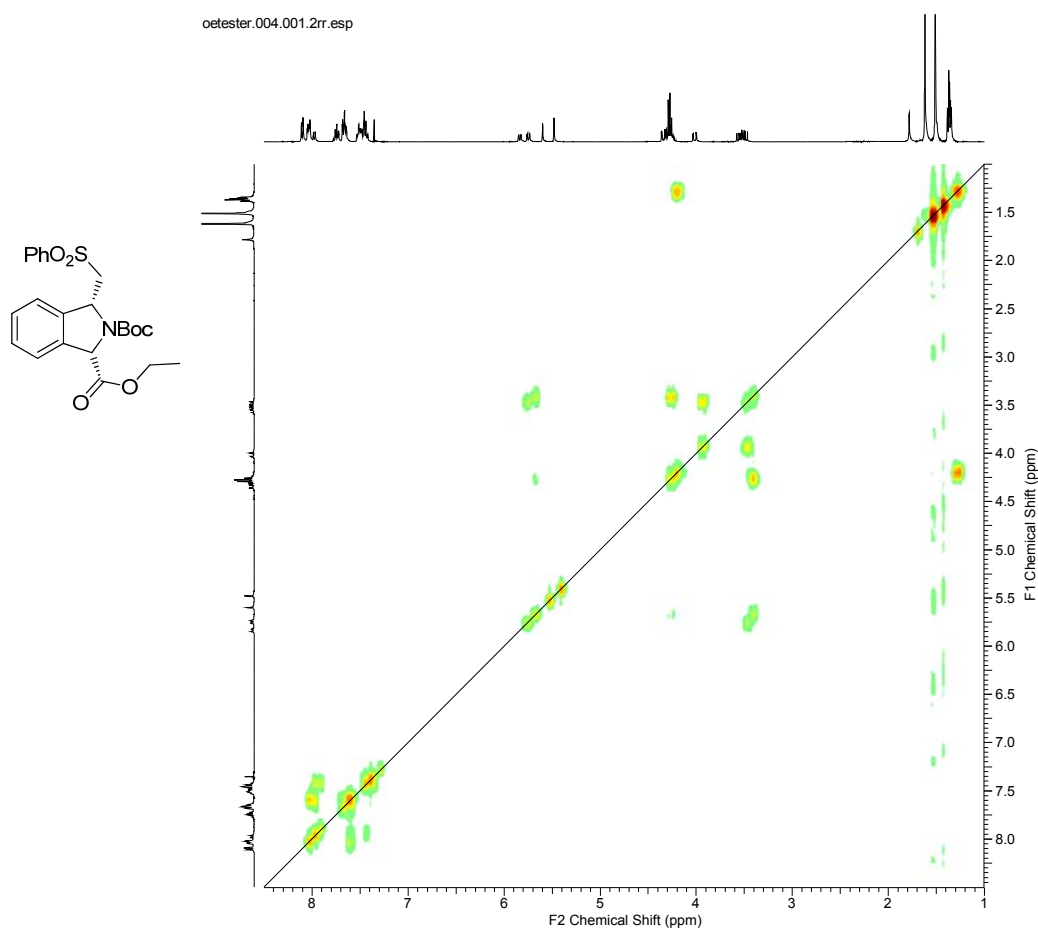 oetester.004.001.2rr.esp
PhO2S
NBoc
O
O
1.5
2.0
2.5
3.0
3.5
4.0
4.5
5.0
5.5
6.0
6.5
7.0
7.5
8.0
F1 Chemical Shift (ppm)
8 7 6 5 4 3 2 1
F2 Chemical Shift (ppm)